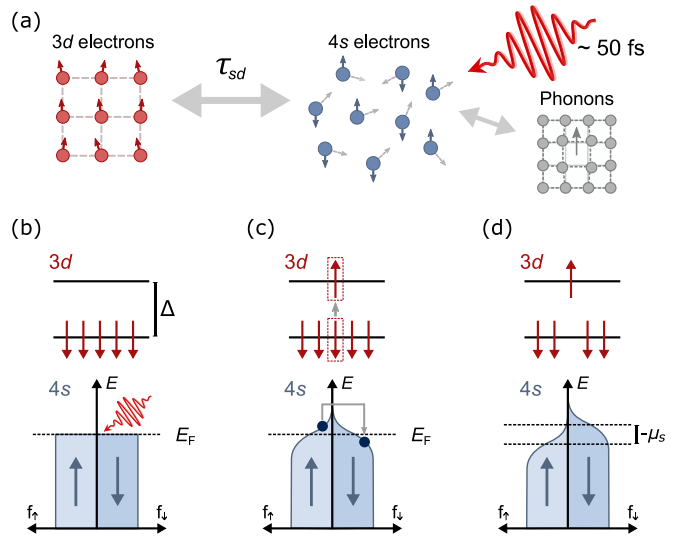 (a)
3d electrons
4s electrons
~ 50 fs
τsd
Phonons
(b)
(c)
(d)
3d
3d
3d
Δ
4s
E
4s
E
4s
E
EF
EF
-μs
f↑
f↓
f↑
f↓
f↑
f↓